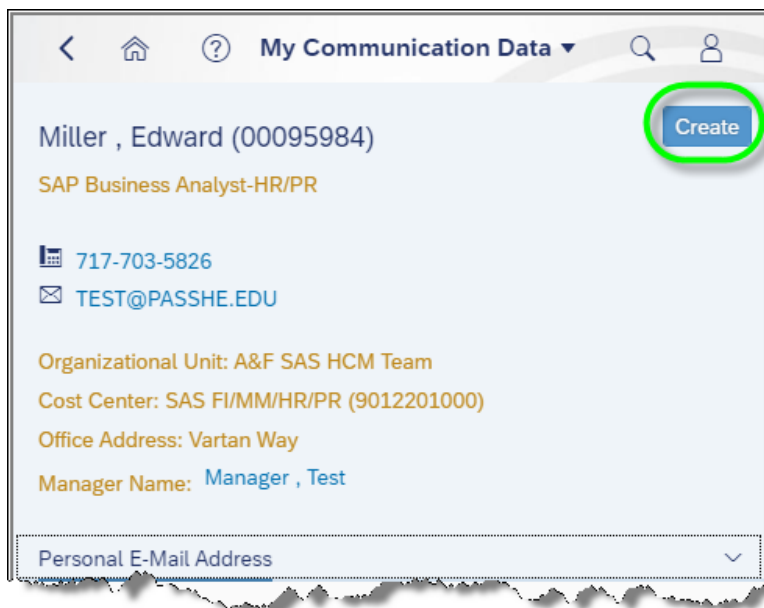 My Communication Data
Create
Miller , Edward (00095984)
SAP Business Analyst-HR/PR
717-703-5826
TEST@PASSHE.EDU
Organizational Unit: A&F SAS HCM Team
Cost Center: SAS FI/MM/HR/PR (9012201000)
Office Address: Vartan Way
Manager Name: Manager , Test
Personal E-Mail Address